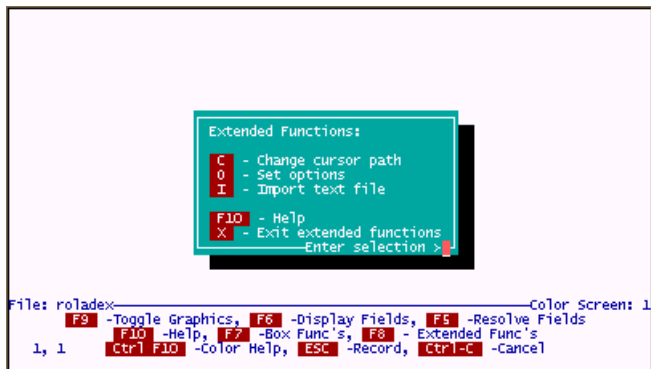 Extended Functions:
C - Change cursor path
O - Set options
I - Import text file
F10 - Help
X - Exit extended functions
Enter selection >
File: roladex Color Screen: 1
F9 -Toggle Graphics, F6 -Display Fields, F5 -Resolve Fields
F10 -Help, F7 -Box Func's, F8 - Extended Func's
1, 1 Ctrl F10 -Color Help, ESC -Record, Ctrl-C -Cancel